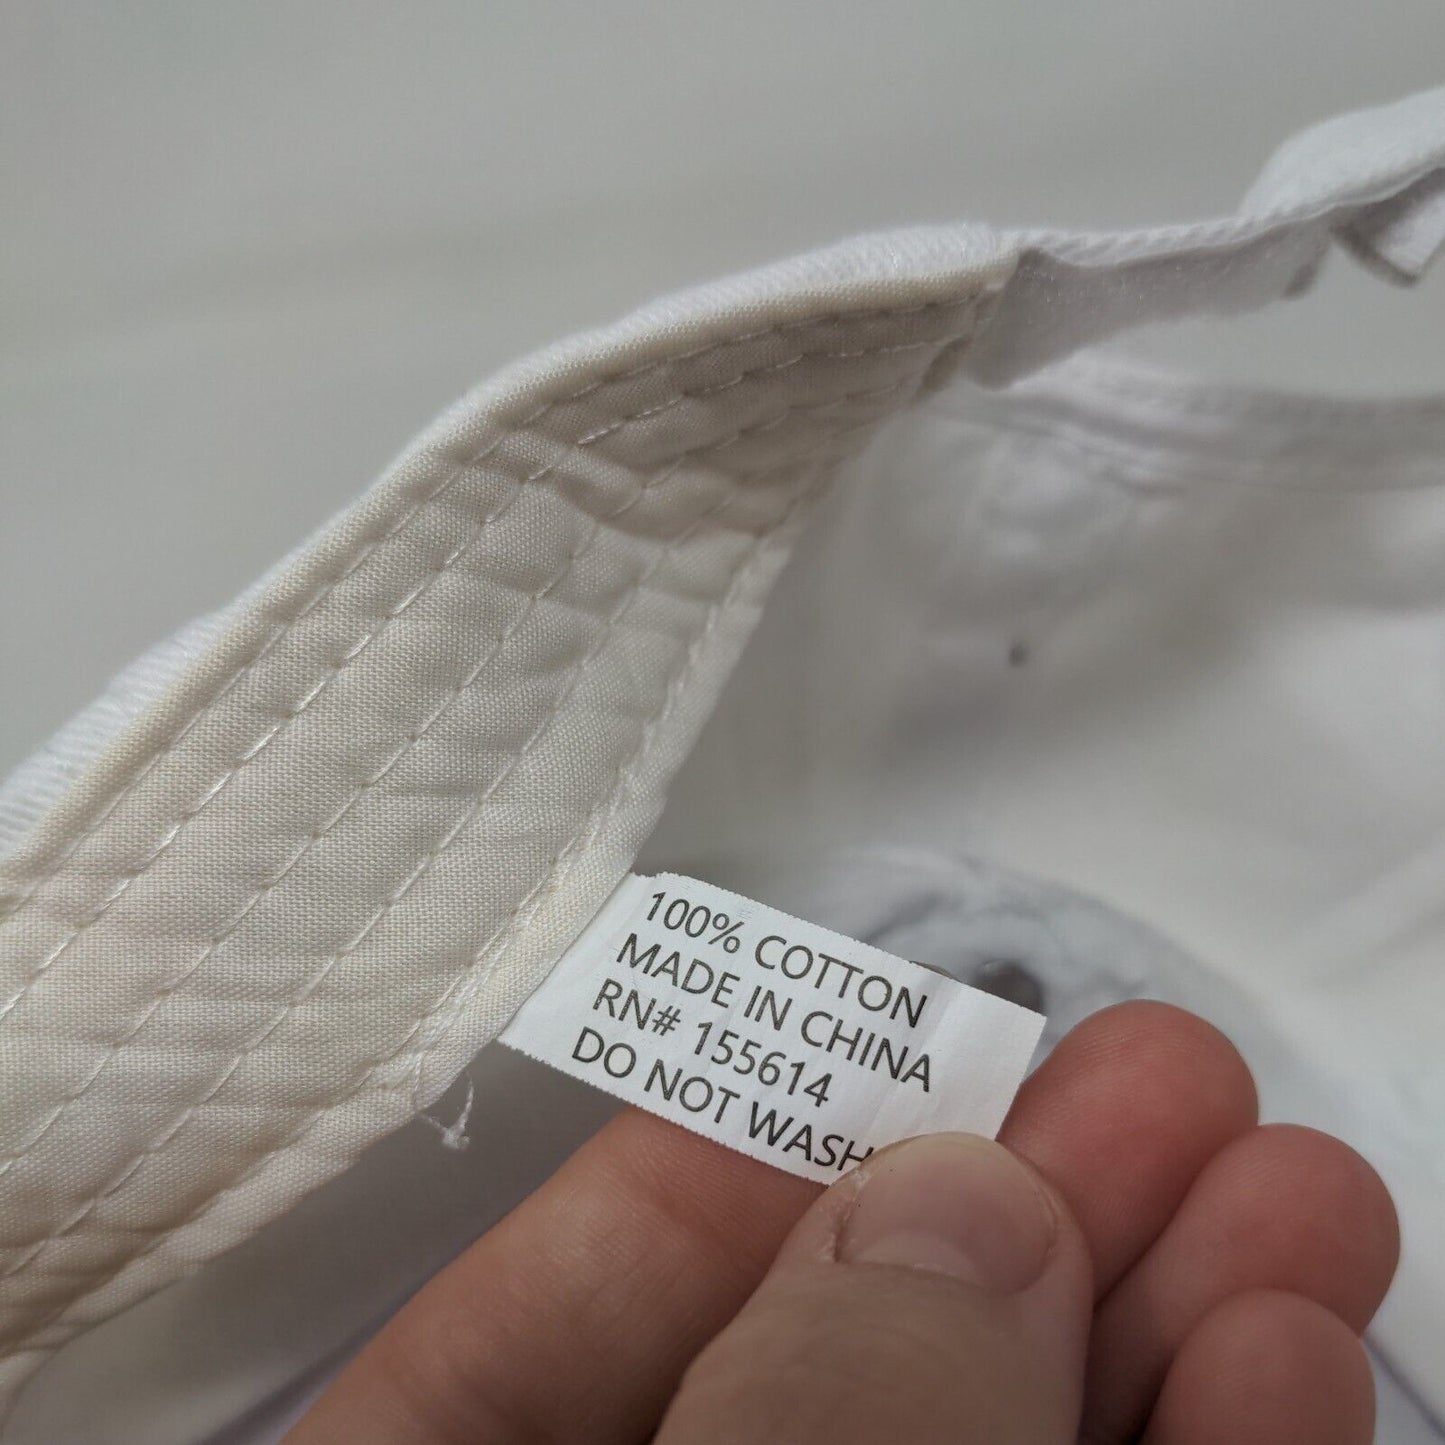 100% COTTON
MADE IN CHINA
RN# 155614
DO NOT WASH